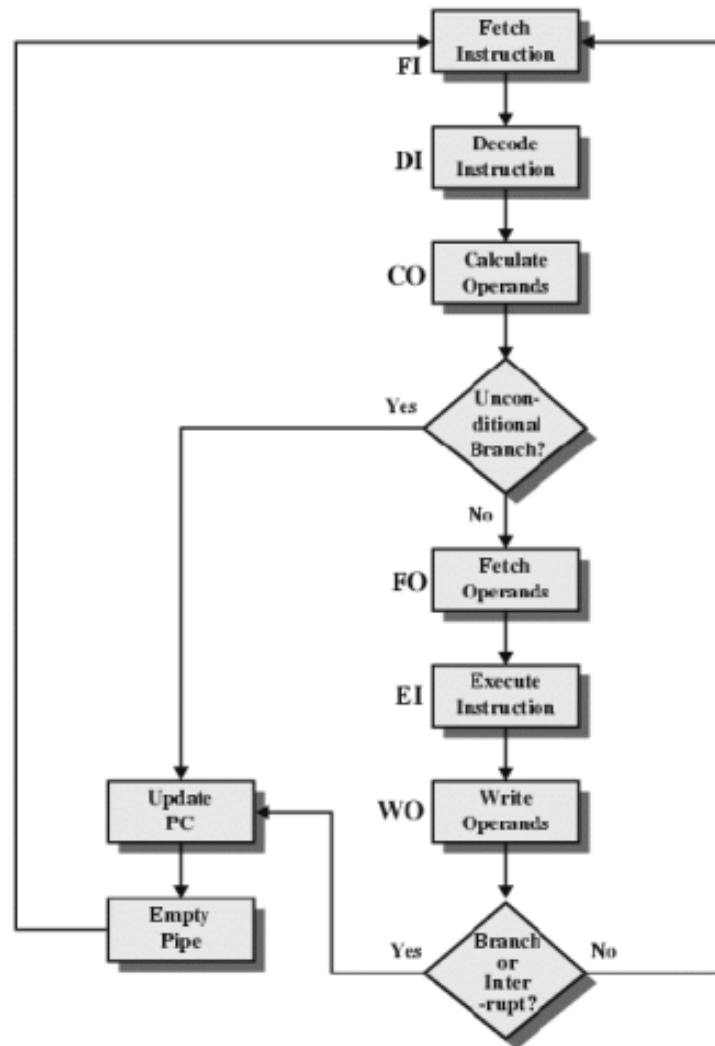 Fetch
Instruction
FI
Decode
Instruction
DI
Calculate
Operands
CO
Uncon-
ditional
Branch?
Yes
No
Fetch
Operands
FO
Execute
Instruction
EI
Update
PC
Write
Operands
WO
Empty
Pipe
Branch
or
Inter
-rupt?
Yes
No